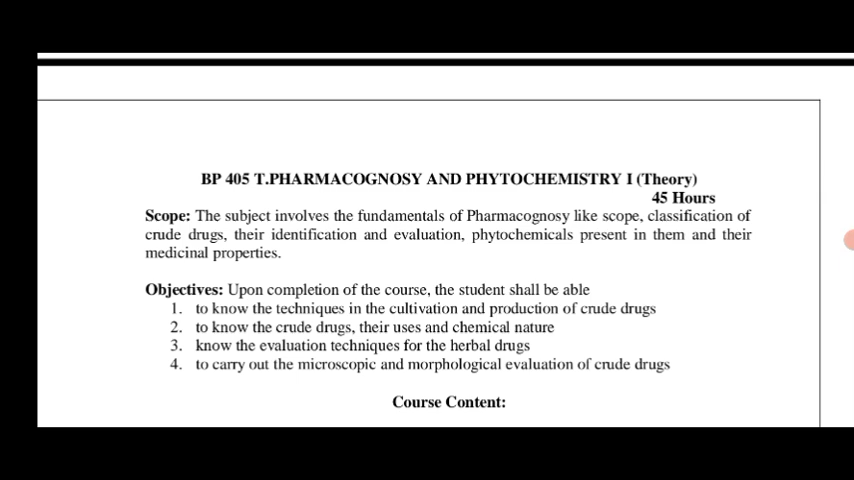 BP 405 T.PHARMACOGNOSY AND PHYTOCHEMISTRY I (Theory)
45 Hours
Scope: The subject involves the fundamentals of Pharmacognosy like scope, classification of
crude drugs, their identification and evaluation, phytochemicals present in them and their
medicinal properties.
Objectives: Upon completion of the course, the student shall be able
1. to know the techniques in the cultivation and production of crude drugs
2. to know the crude drugs, their uses and chemical nature
3. know the evaluation techniques for the herbal drugs
4. to carry out the microscopic and morphological evaluation of crude drugs
Course Content: